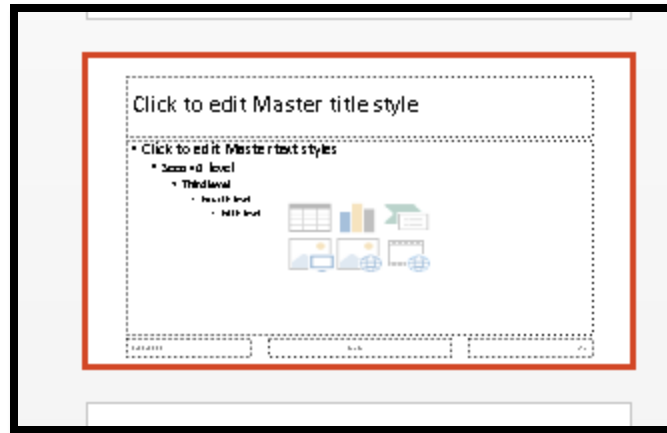 Click to edit Master title style
• Click to edit Master text styles
• Second level
• Third level
• Fourth level
• Fifth level